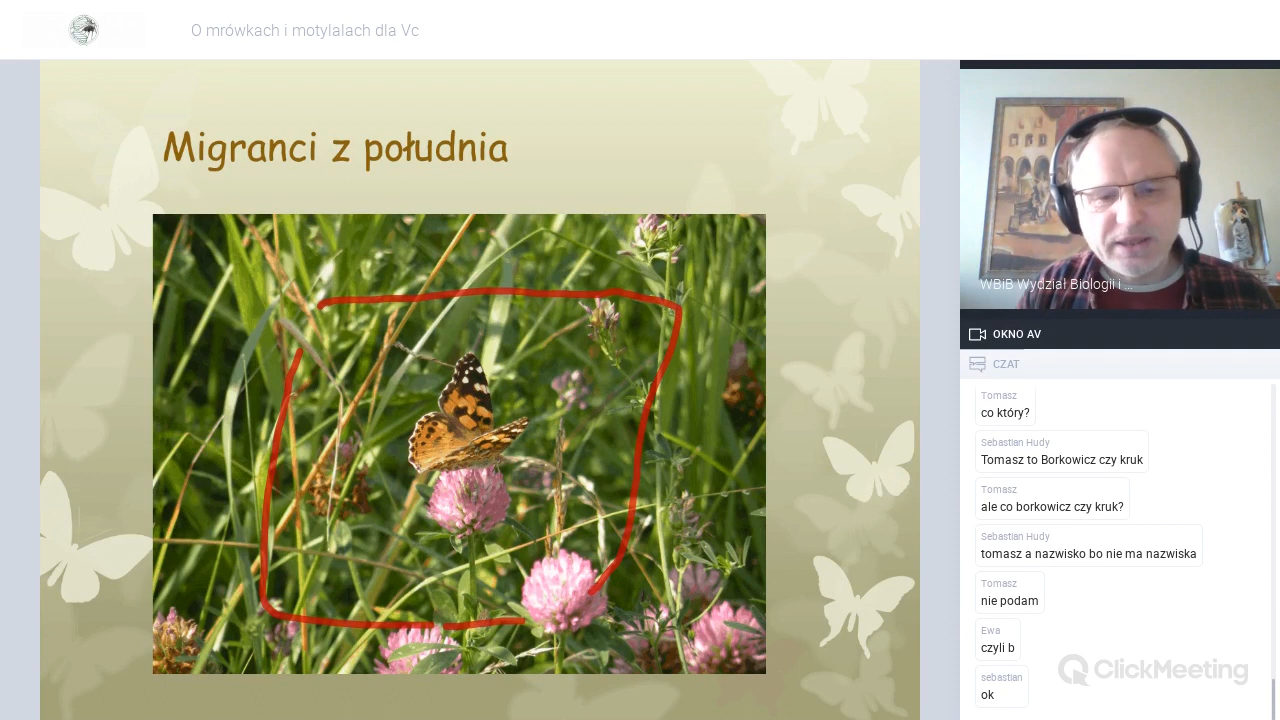 O mrówkach i motylalach dla Vc
Migranci z południa
WBiB Wydział Biologii i ...
OKNO AV
CZAT
Tomasz
co który?
Sebastian Hudy
Tomasz to Borkowicz czy kruk
Tomasz
ale co borkowicz czy kruk?
Sebastian Hudy
tomasz a nazwisko bo nie ma nazwiska
Tomasz
nie podam
Ewa
czyli b
sebastian
ok
ClickMeeting